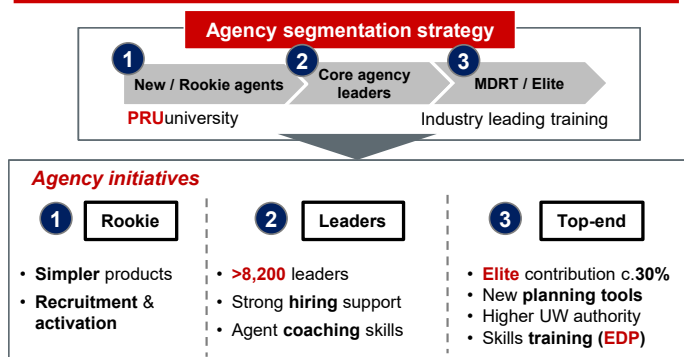 Agency segmentation strategy
1
2
3
New / Rookie agents
Core agency
leaders
MDRT / Elite
PRUuniversity
Industry leading training
Agency initiatives
1 Rookie
• Simpler products
• Recruitment &
activation
2 Leaders
• >8,200 leaders
• Strong hiring support
• Agent coaching skills
3 Top-end
• Elite contribution c.30%
• New planning tools
• Higher UW authority
• Skills training (EDP)